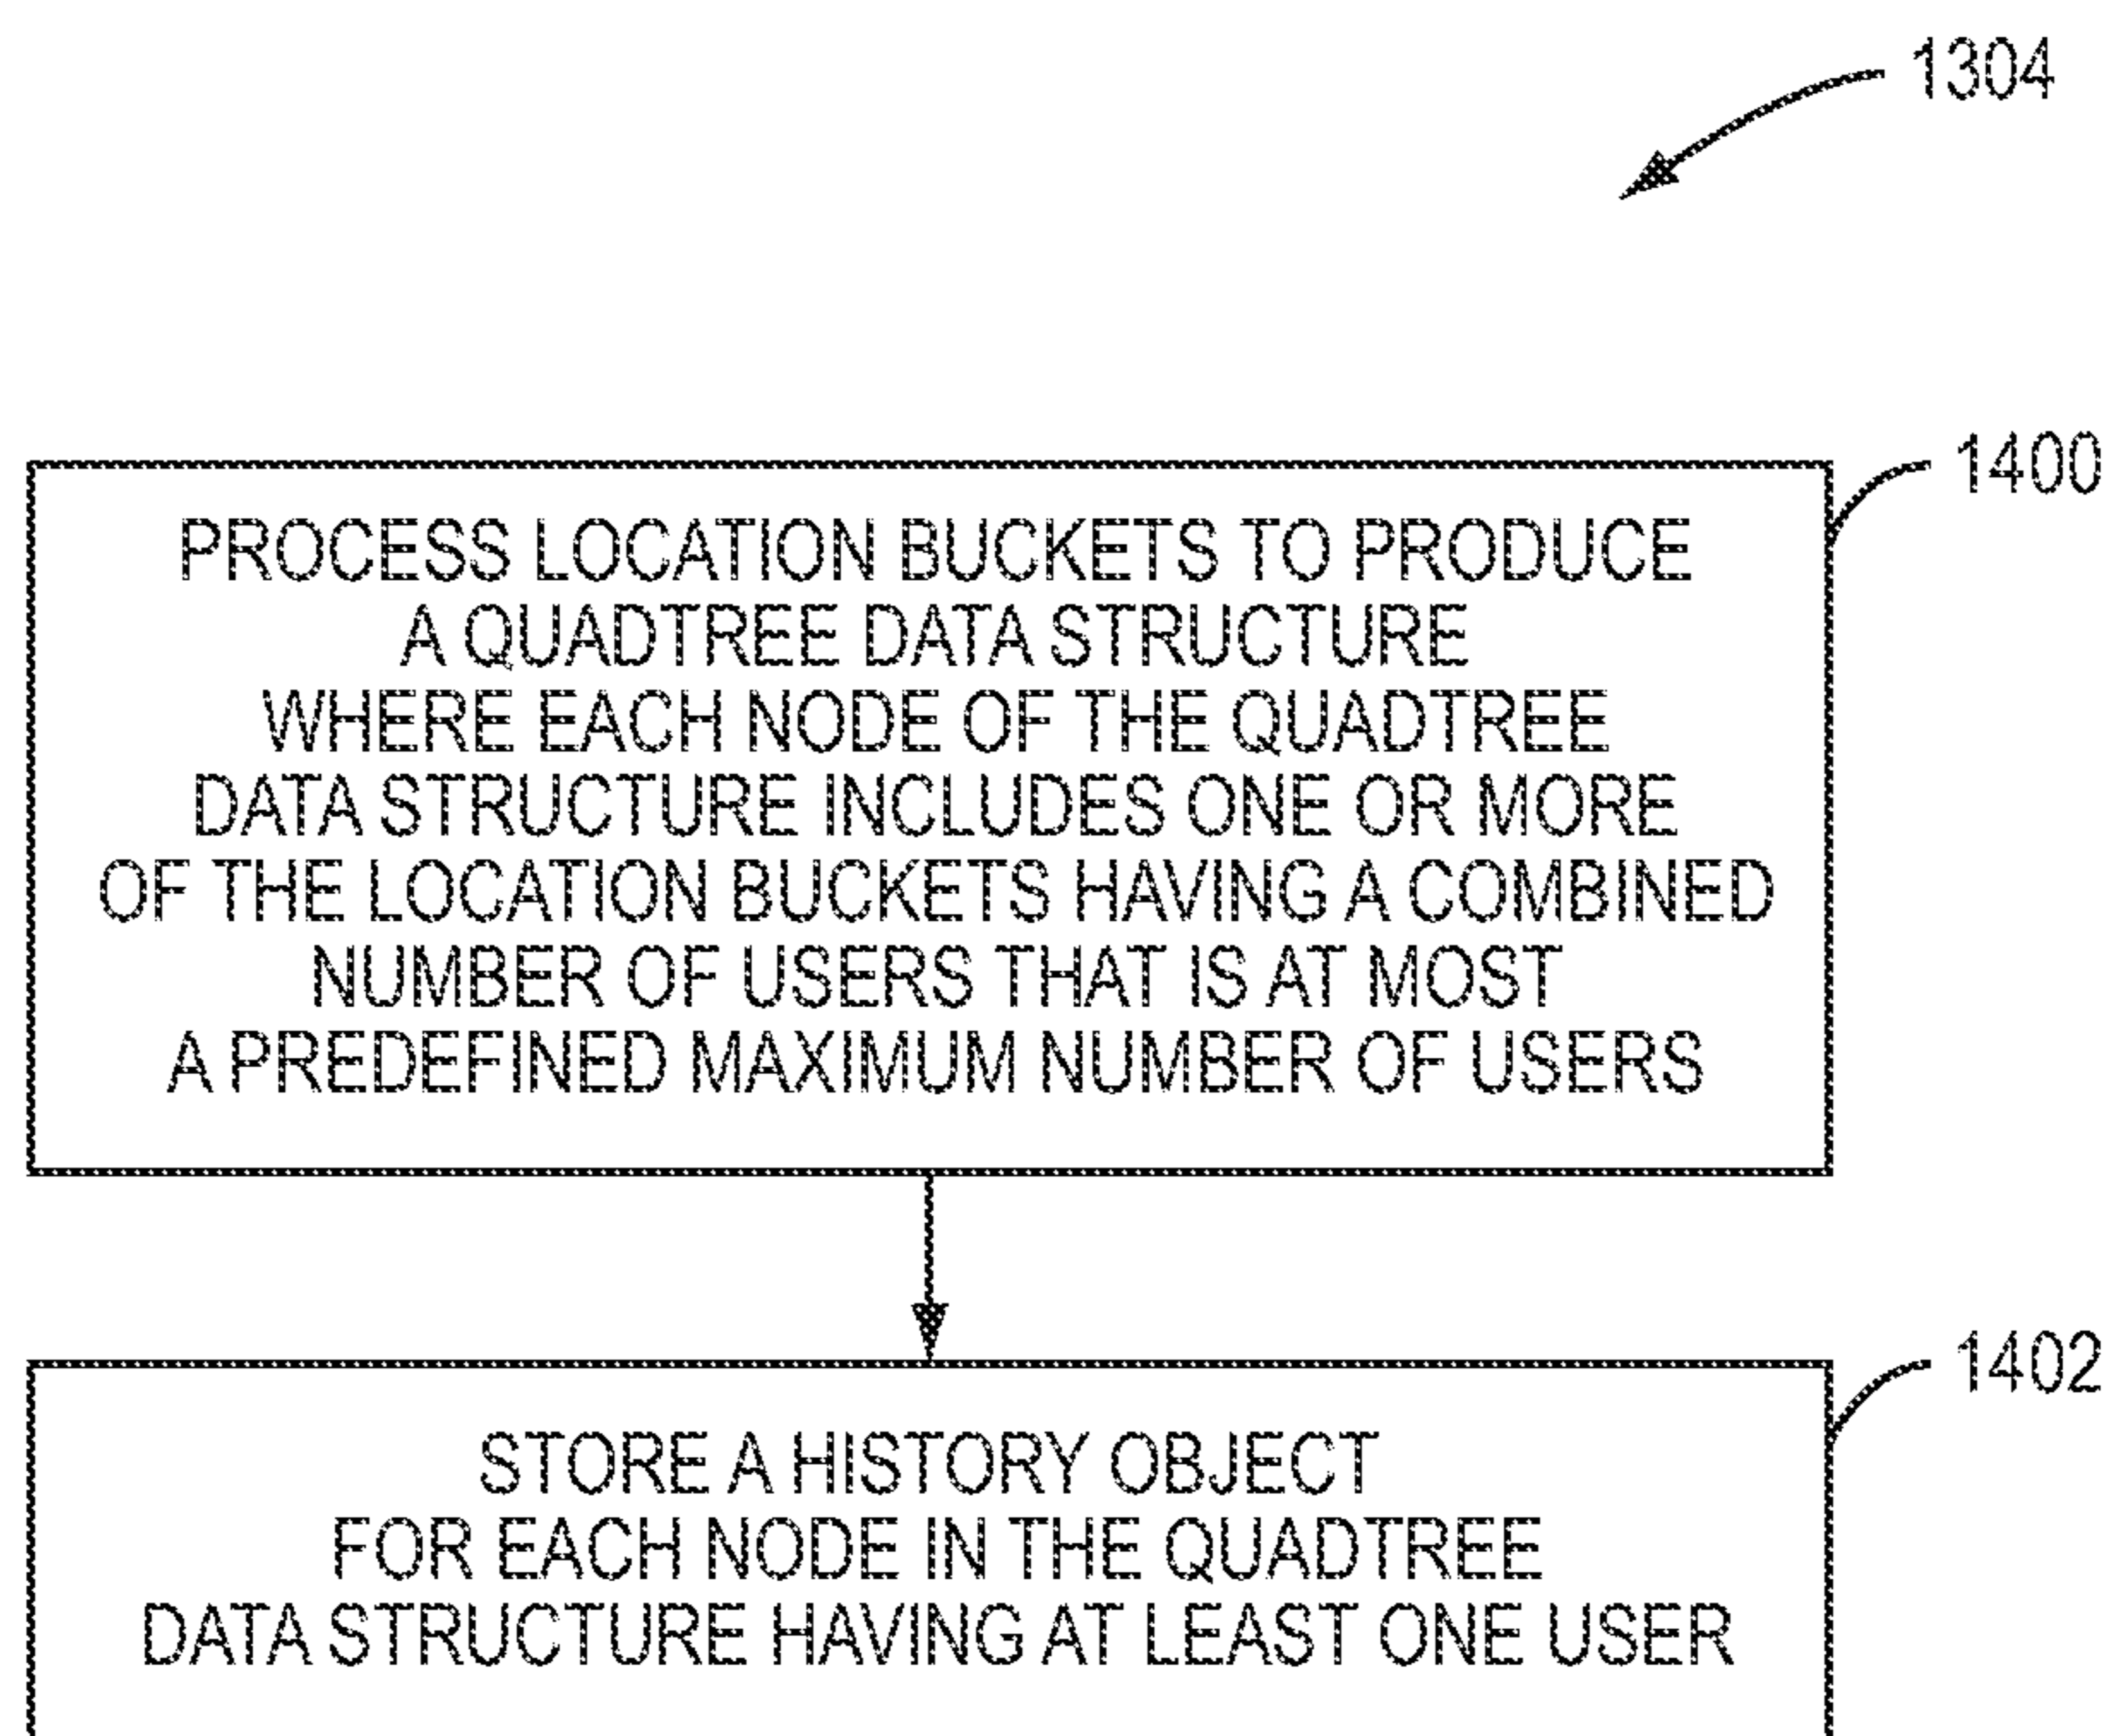 1304
1400
PROCESS LOCATION BUCKETS TO PRODUCE
A QUADTREE DATA STRUCTURE
WHERE EACH NODE OF THE QUADTREE
DATA STRUCTURE INCLUDES ONE OR MORE
OF THE LOCATION BUCKETS HAVING A COMBINED
NUMBER OF USERS THAT IS AT MOST
A PREDEFINED MAXIMUM NUMBER OF USERS
1402
STORE A HISTORY OBJECT
FOR EACH NODE IN THE QUADTREE
DATA STRUCTURE HAVING AT LEAST ONE USER